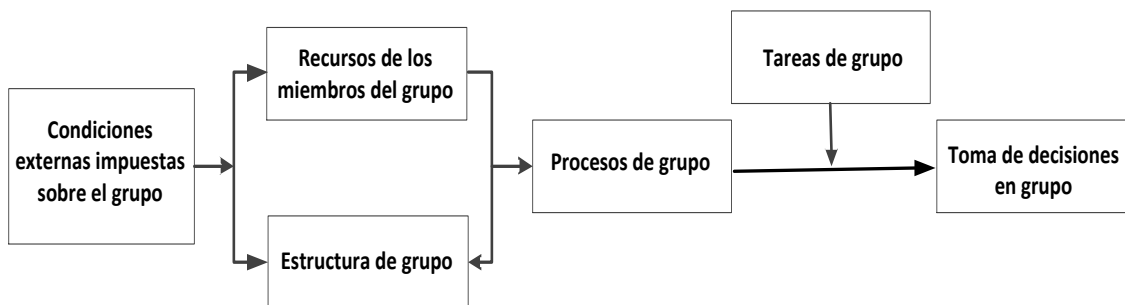 Condiciones
externas impuestas
sobre el grupo
Recursos de los
miembros del grupo
Estructura de grupo
Procesos de grupo
Tareas de grupo
Toma de decisiones
en grupo